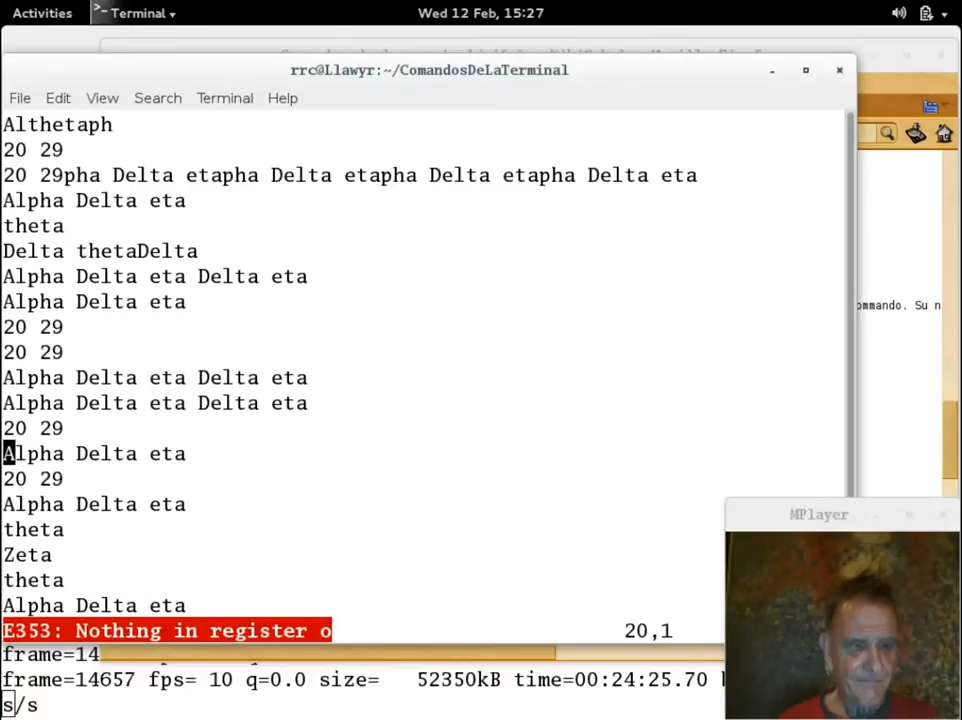 Activities Terminal Wed 12 Feb, 15:27
rrc@Llawyr:~/ComandosDeLaTerminal
File Edit View Search Terminal Help
Althetaph
20 29
20 29pha Delta etapha Delta etapha Delta etapha Delta eta
Alpha Delta eta
theta
Delta thetaDelta
Alpha Delta eta Delta eta
Alpha Delta eta
ommando. Su n
20 29
20 29
Alpha Delta eta Delta eta
Alpha Delta eta Delta eta
20 29
Alpha Delta eta
20 29
Alpha Delta eta
MPlayer
theta
Zeta
theta
Alpha Delta eta
E353: Nothing in register o 20,1
frame=14
frame=14657 fps= 10 q=0.0 size= 52350kB time=00:24:25.70
s/s